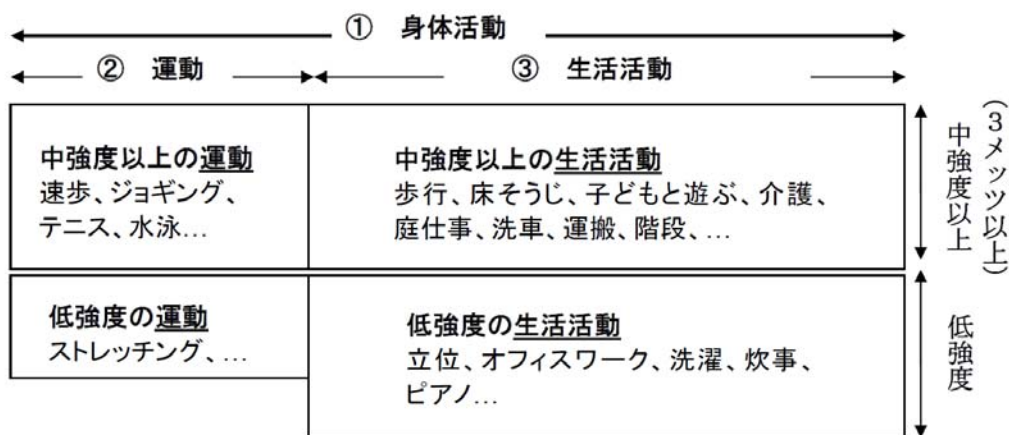 ① 身体活動
② 運動
③ 生活活動
中強度以上の運動
速歩、ジョギング、
テニス、水泳…
中強度以上の生活活動
歩行、床そうじ、子どもと遊ぶ、介護、
庭仕事、洗車、運搬、階段、…
(3メッツ以上)
中強度以上
低強度の運動
ストレッチング、…
低強度の生活活動
立位、オフィスワーク、洗濯、炊事、
ピアノ…
低強度